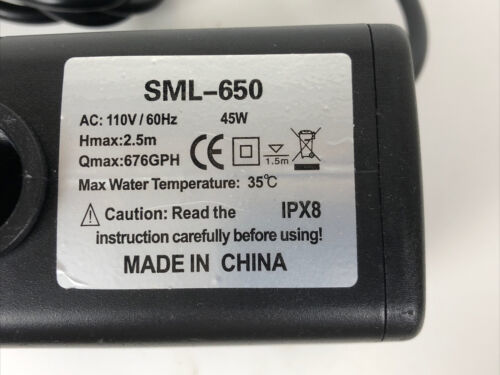 SML-650
AC: 110V / 60Hz 45W
Hmax:2.5m
Qmax:676GPH CE 1.5m
Max Water Temperature: 35℃
Caution: Read the IPX8
instruction carefully before using!
MADE IN CHINA